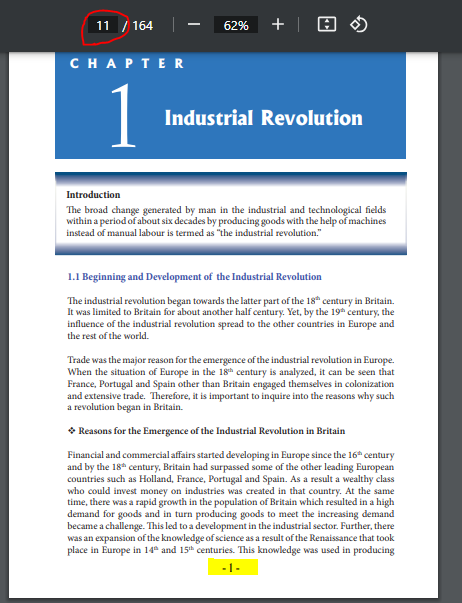 11 / 164
62%
CHAPTER
1 Industrial Revolution
Introduction
The broad change generated by man in the industrial and technological fields
within a period of about six decades by producing goods with the help of machines
instead of manual labour is termed as “the industrial revolution.”
1.1 Beginning and Development of the Industrial Revolution
The industrial revolution began towards the latter part of the 18th century in Britain.
It was limited to Britain for about another half century. Yet, by the 19th century, the
influence of the industrial revolution spread to the other countries in Europe and
the rest of the world.
Trade was the major reason for the emergence of the industrial revolution in Europe.
When the situation of Europe in the 18th century is analyzed, it can be seen that
France, Portugal and Spain other than Britain engaged themselves in colonization
and extensive trade. Therefore, it is important to inquire into the reasons why such
a revolution began in Britain.
❖ Reasons for the Emergence of the Industrial Revolution in Britain
Financial and commercial affairs started developing in Europe since the 16th century
and by the 18th century, Britain had surpassed some of the other leading European
countries such as Holland, France, Portugal and Spain. As a result a wealthy class
who could invest money on industries was created in that country. At the same
time, there was a rapid growth in the population of Britain which resulted in a high
demand for goods and in turn producing goods to meet the increasing demand
became a challenge. This led to a development in the industrial sector. Further, there
was an expansion of the knowledge of science as a result of the Renaissance that took
place in Europe in 14th and 15th centuries. This knowledge was used in producing
- 1 -